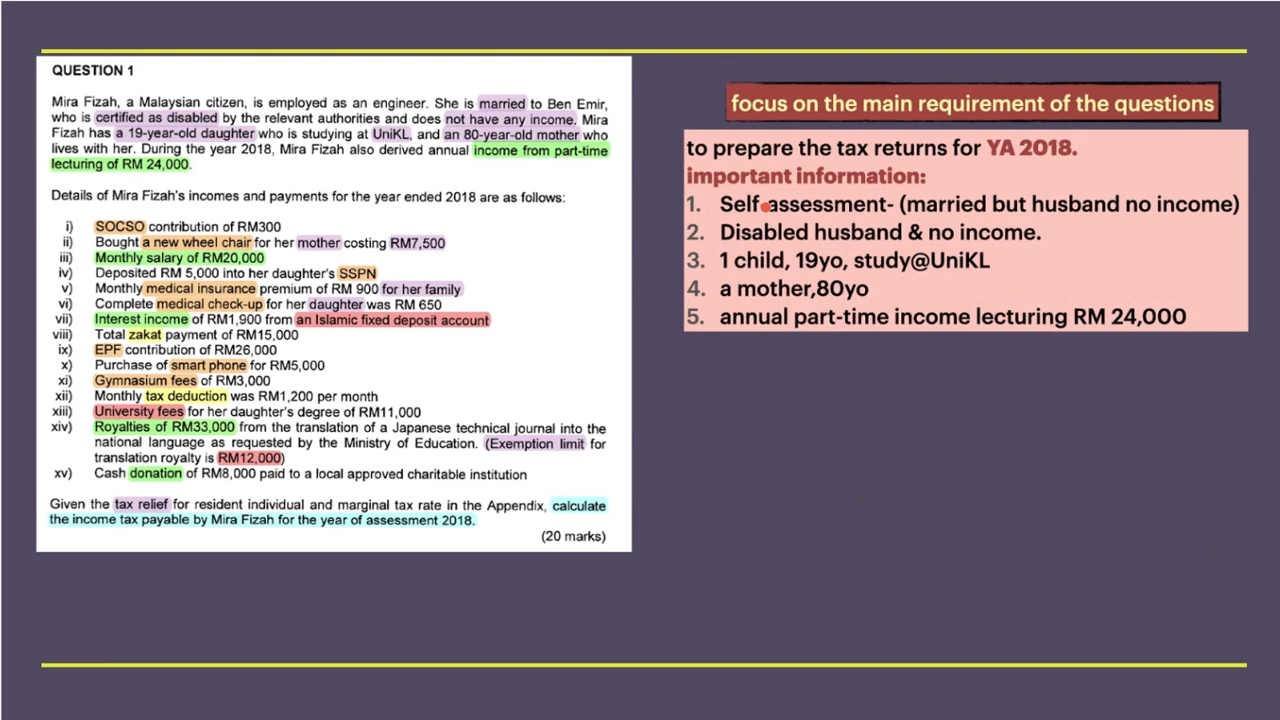 QUESTION 1
Mira Fizah, a Malaysian citizen, is employed as an engineer. She is married to Ben Emir,
who is certified as disabled by the relevant authorities and does not have any income. Mira
Fizah has a 19-year-old daughter who is studying at UniKL, and an 80-year-old mother who
lives with her. During the year 2018, Mira Fizah also derived annual income from part-time
lecturing of RM 24,000.
Details of Mira Fizah's incomes and payments for the year ended 2018 are as follows:
i) SOCSO contribution of RM300
ii) Bought a new wheel chair for her mother costing RM7,500
iii) Monthly salary of RM20,000
iv) Deposited RM 5,000 into her daughter's SSPN
v) Monthly medical insurance premium of RM 900 for her family
vi) Complete medical check-up for her daughter was RM 650
vii) Interest income of RM1,900 from an Islamic fixed deposit account
viii) Total zakat payment of RM15,000
ix) EPF contribution of RM26,000
x) Purchase of smart phone for RM5,000
xi) Gymnasium fees of RM3,000
xii) Monthly tax deduction was RM1,200 per month
xiii) University fees for her daughter's degree of RM11,000
xiv) Royalties of RM33,000 from the translation of a Japanese technical journal into the
national language as requested by the Ministry of Education. (Exemption limit for
translation royalty is RM12,000)
xv) Cash donation of RM8,000 paid to a local approved charitable institution
Given the tax relief for resident individual and marginal tax rate in the Appendix, calculate
the income tax payable by Mira Fizah for the year of assessment 2018.
(20 marks)
focus on the main requirement of the questions
to prepare the tax returns for YA 2018.
important information:
1. Self-assessment- (married but husband no income)
2. Disabled husband & no income.
3. 1 child, 19yo, study@UniKL
4. a mother,80yo
5. annual part-time income lecturing RM 24,000